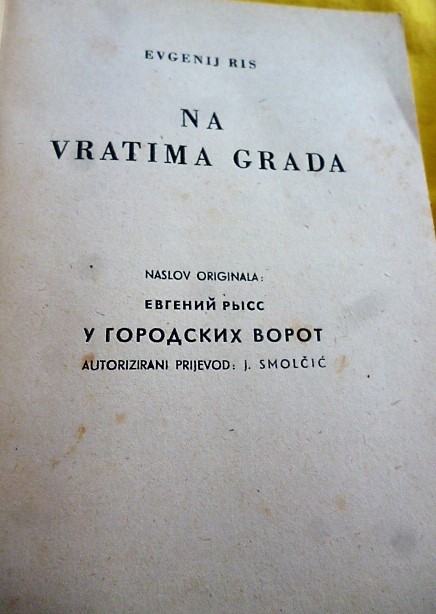 EVGENIJ RIS
NA
VRATIMA GRADA
NASLOV ORIGINALA:
ЕВГЕНИЙ РЫСС
У ГОРОДСКИХ ВОРОТ
AUTORIZIRANI PRIJEVOD: J. SMOLČIĆ